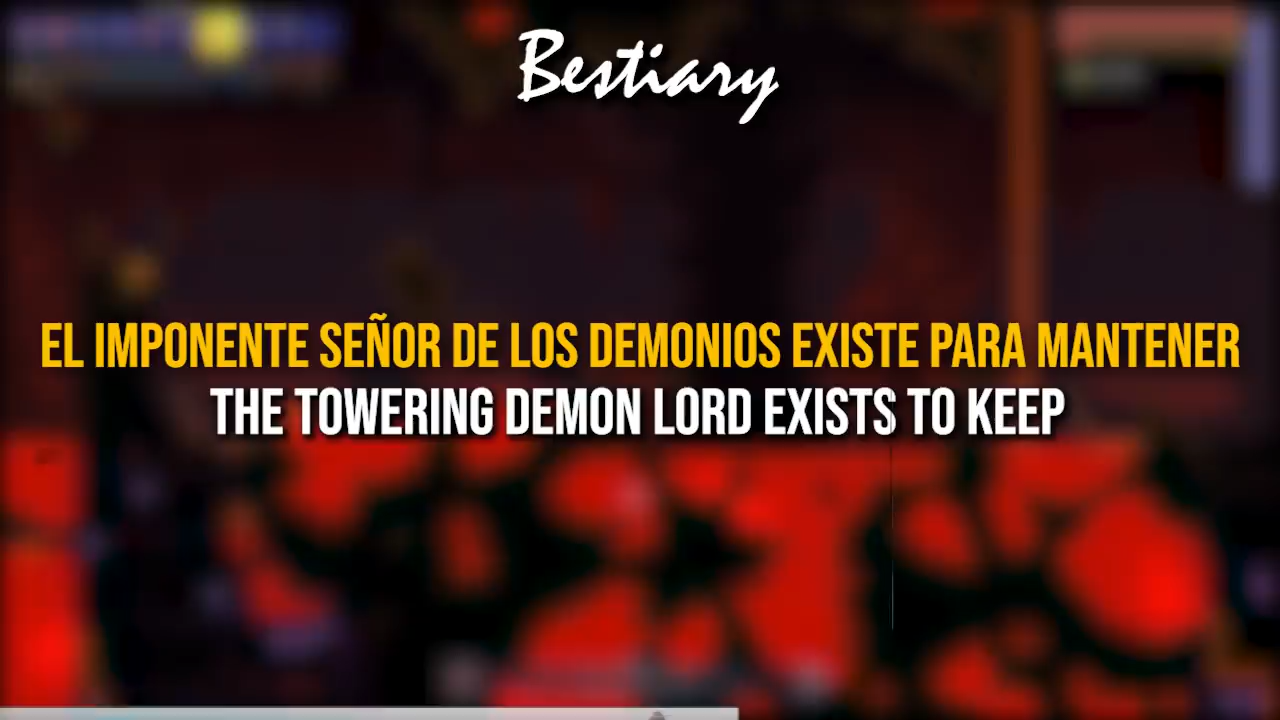 Bestiary
EL IMPONENTE SEÑOR DE LOS DEMONIOS EXISTE PARA MANTENER
THE TOWERING DEMON LORD EXISTS TO KEEP